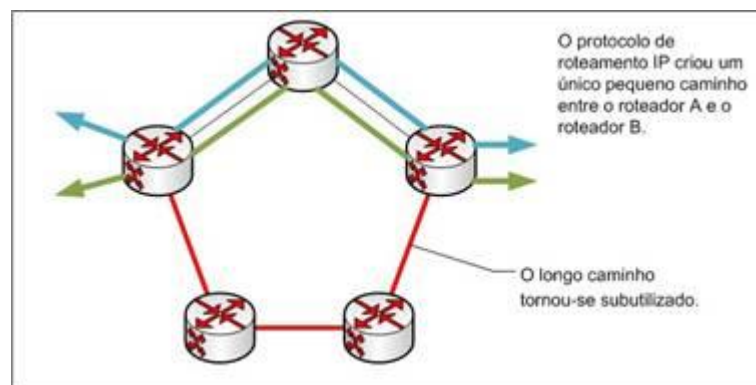 O protocolo de
roteamento IP criou um
único pequeno caminho
entre o roteador A e o
roteador B.
O longo caminho
tornou-se subutilizado.